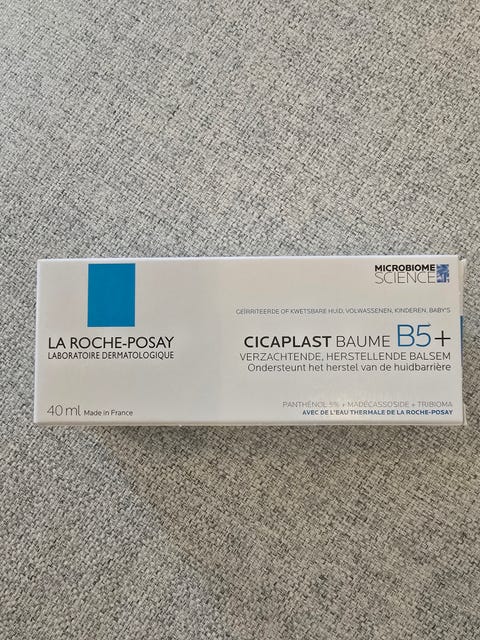 MICROBIOME
SCIENCE
GEÏRRITEERDE OF KWETSBARE HUID, VOLWASSENEN, KINDEREN, BABY'S
LA ROCHE-POSAY
LABORATOIRE DERMATOLOGIQUE
CICAPLAST BAUME B5+
VERZACHTENDE, HERSTELLENDE BALSEM
Ondersteunt het herstel van de huidbarrière
40 ml Made in France
PANTHÉNOL 5% + MADÉCASSOSIDE + TRIBIOMA
AVEC DE L'EAU THERMALE DE LA ROCHE-POSAY